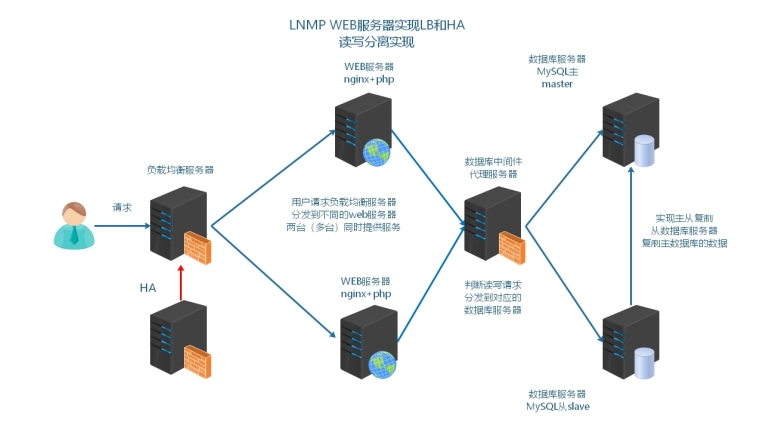 LNMP WEB服务器实现LB和HA
读写分离实现
WEB服务器
nginx+php
数据库服务器
MySQL主
master
负载均衡服务器
数据库中间件
代理服务器
请求
用户请求负载均衡服务器
分发到不同的web服务器
两台（多台）同时提供服务
实现主从复制
从数据库服务器
复制主数据库的数据
HA
WEB服务器
nginx+php
判断读写请求
分发到对应的
数据库服务器
数据库服务器
MySQL从slave